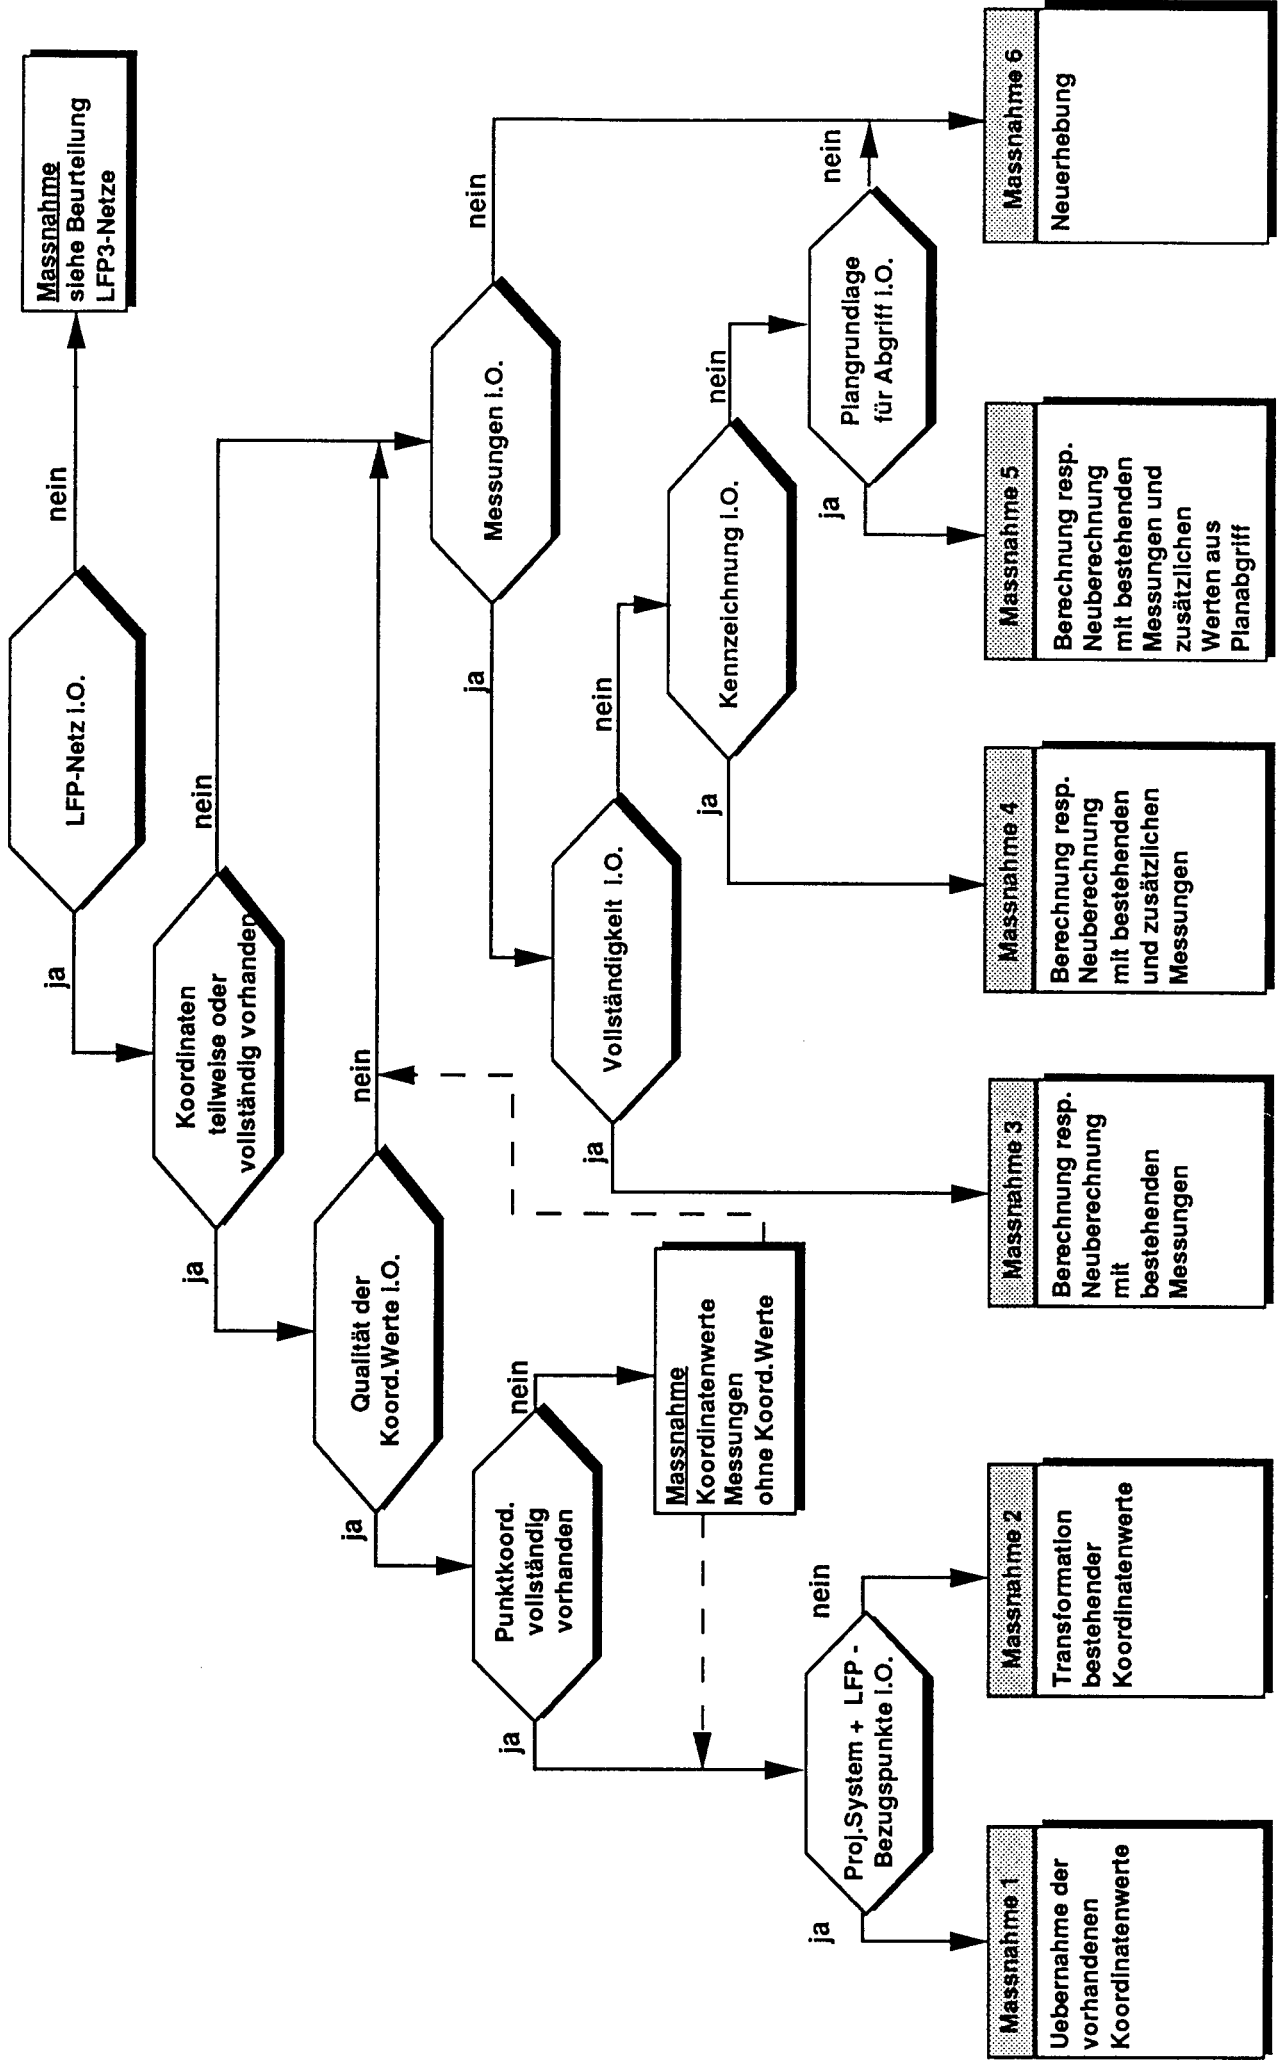 LFP-Netz i.O.
nein
Massnahme
siehe Beurteilung
LFP3-Netze
ja
Koordinaten
teilweise oder
vollständig vorhanden
nein
ja
Qualität der
Koord.Werte i.O.
nein
Messungen i.O.
nein
ja
ja
Punktkoord.
vollständig
vorhanden
nein
Vollständigkeit i.O.
nein
ja
ja
Massnahme
Koordinatenwerte
Messungen
ohne Koord.Werte
Kennzeichnung i.O.
nein
ja
Plangrundlage
für Abgriff i.O.
nein
ja
Proj.System + LFP -
Bezugspunkte i.O.
nein
ja
Massnahme 1
Uebernahme der
vorhandenen
Koordinatenwerte
Massnahme 2
Transformation
bestehender
Koordinatenwerte
Massnahme 3
Berechnung resp.
Neuberechnung
mit
bestehenden
Messungen
Massnahme 4
Berechnung resp.
Neuberechnung
mit bestehenden
und zusätzlichen
Messungen
Massnahme 5
Berechnung resp.
Neuberechnung
mit bestehenden
Messungen und
zusätzlichen
Werten aus
Planabgriff
Massnahme 6
Neuerhebung